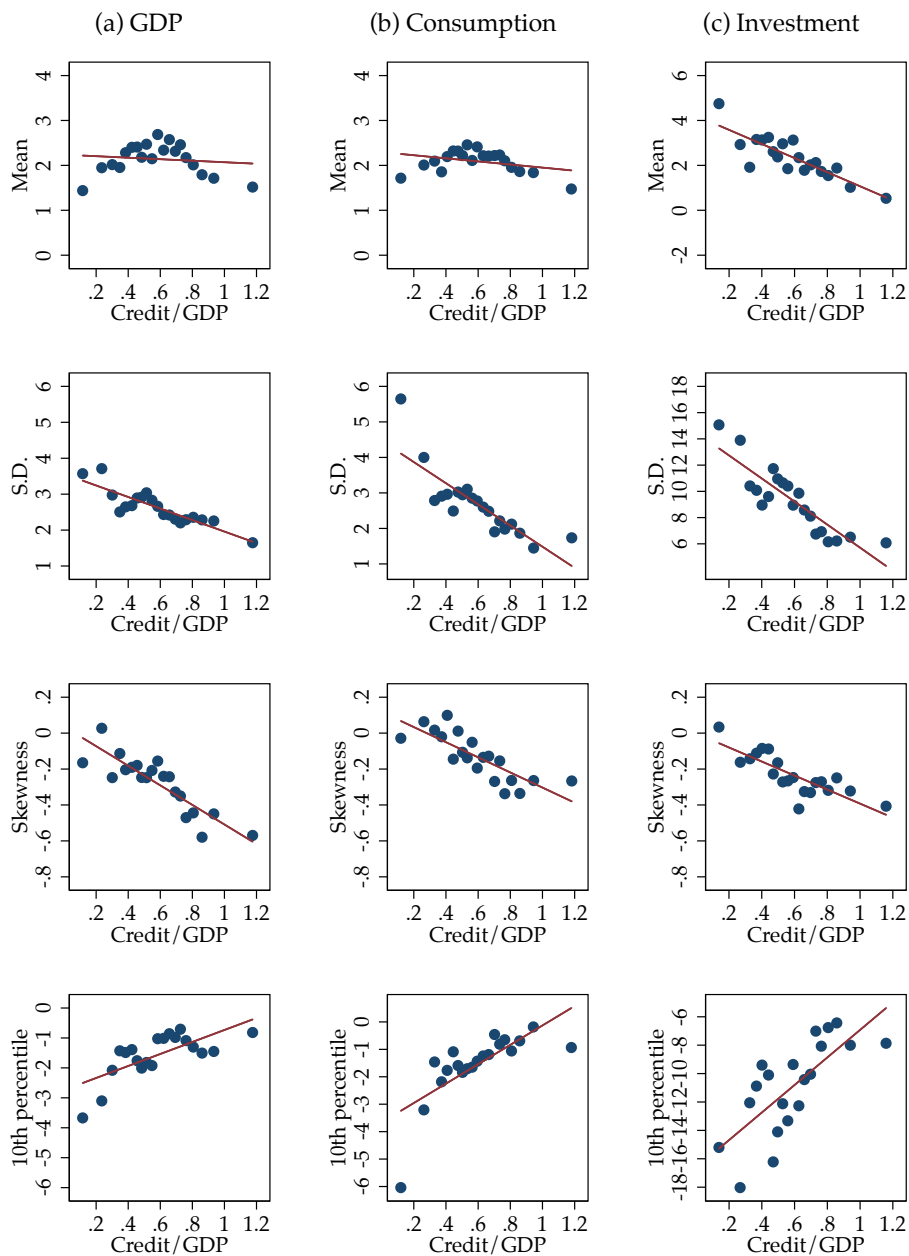 (a) GDP (b) Consumption (c) Investment
Mean 0 1 2 3 4 .2 .4 .6 .8 1 1.2 Credit/GDP
Mean 0 1 2 3 4 .2 .4 .6 .8 1 1.2 Credit/GDP
Mean -2 0 2 4 6 .2 .4 .6 .8 1 1.2 Credit/GDP
S.D. 1 2 3 4 5 6 .2 .4 .6 .8 1 1.2 Credit/GDP
S.D. 1 2 3 4 5 6 .2 .4 .6 .8 1 1.2 Credit/GDP
S.D. 6 8 10 12 14 16 18 .2 .4 .6 .8 1 1.2 Credit/GDP
Skewness -.8 -.6 -.4 -.2 0 .2 .2 .4 .6 .8 1 1.2 Credit/GDP
Skewness -.8 -.6 -.4 -.2 0 .2 .2 .4 .6 .8 1 1.2 Credit/GDP
Skewness -.8 -.6 -.4 -.2 0 .2 .2 .4 .6 .8 1 1.2 Credit/GDP
10th percentile -6 -5 -4 -3 -2 -1 0 .2 .4 .6 .8 1 1.2 Credit/GDP
10th percentile -6 -5 -4 -3 -2 -1 0 .2 .4 .6 .8 1 1.2 Credit/GDP
10th percentile -18 -16 -14 -12 -10 -8 -6 .2 .4 .6 .8 1 1.2 Credit/GDP